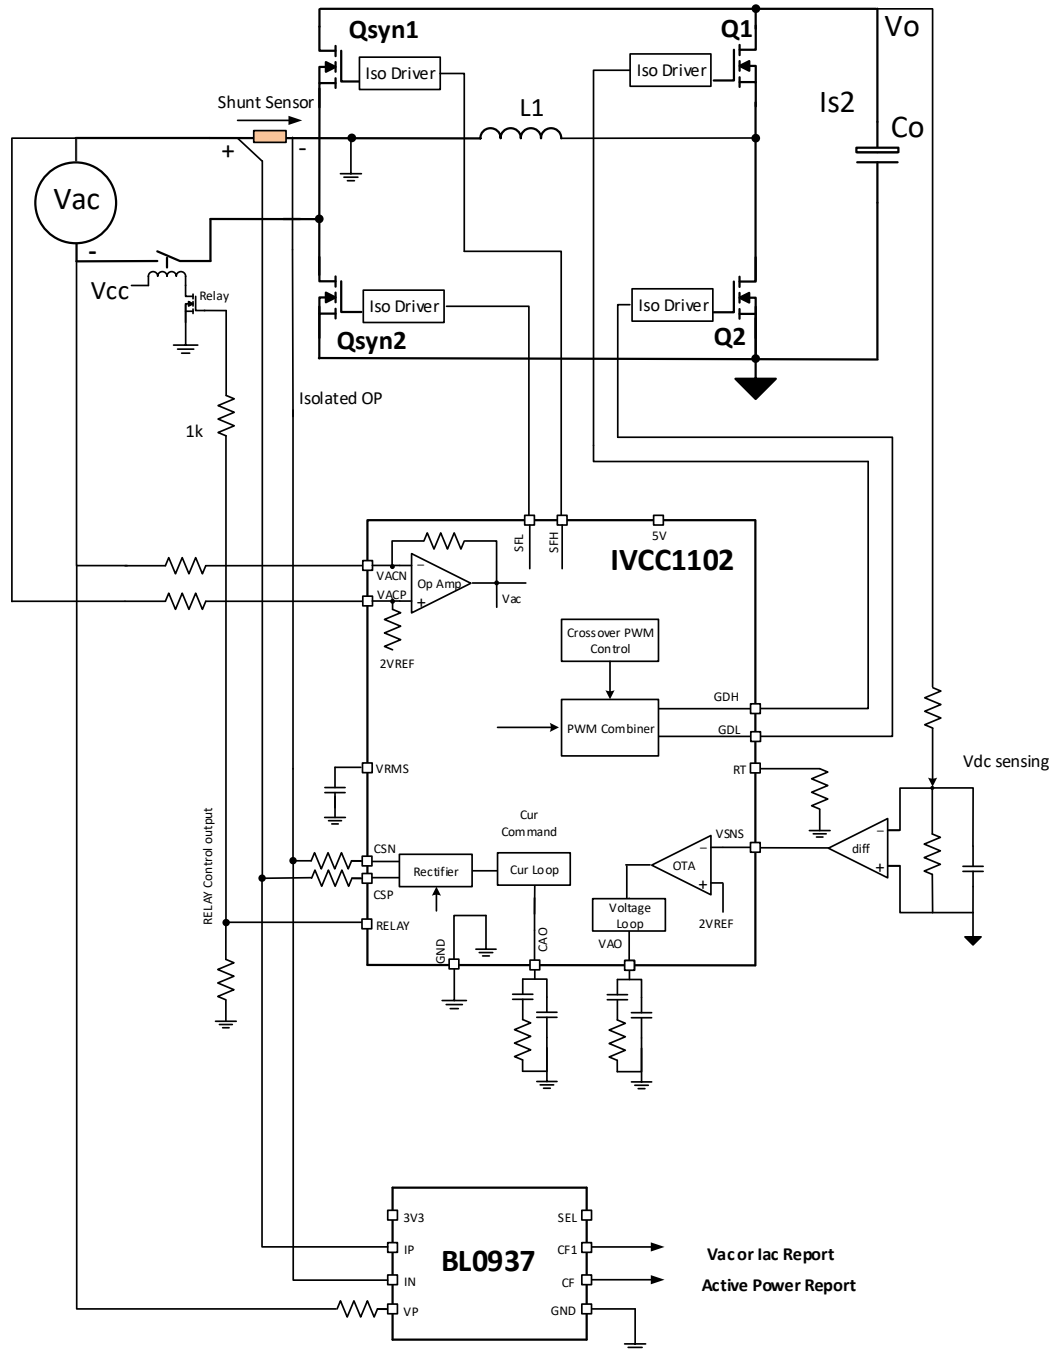 Qsyn1
Q1
Vo
Iso Driver
Iso Driver
Shunt Sensor
L1
Is2
Co
+
-
Vac
-
Vcc
Relay
Iso Driver
Iso Driver
Qsyn2
Q2
Isolated OP
1k
SFL
SFH
5V
IVCC1102
VACN
−
Op Amp
VACP
+
Vac
2VREF
Crossover PWM
Control
GDH
PWM Combiner
GDL
VRMS
RT
Vdc sensing
RELAY Control output
Cur
Command
VSNS
CSN
Rectifier
Cur Loop
−
OTA
+
−
diff
+
CSP
RELAY
Voltage
Loop
2VREF
GND
CAO
VAO
3V3
SEL
IP
BL0937
CF1
Vac or Iac Report
IN
CF
Active Power Report
VP
GND